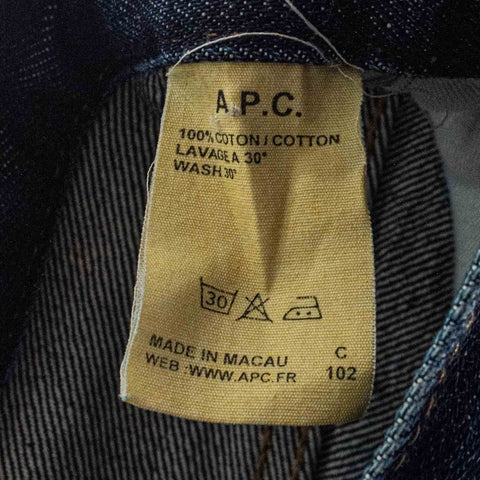 A.P.C.
100% COTON / COTTON
LAVAGE A 30°
WASH 30°
30
MADE IN MACAU C
WEB : WWW.APC.FR 102